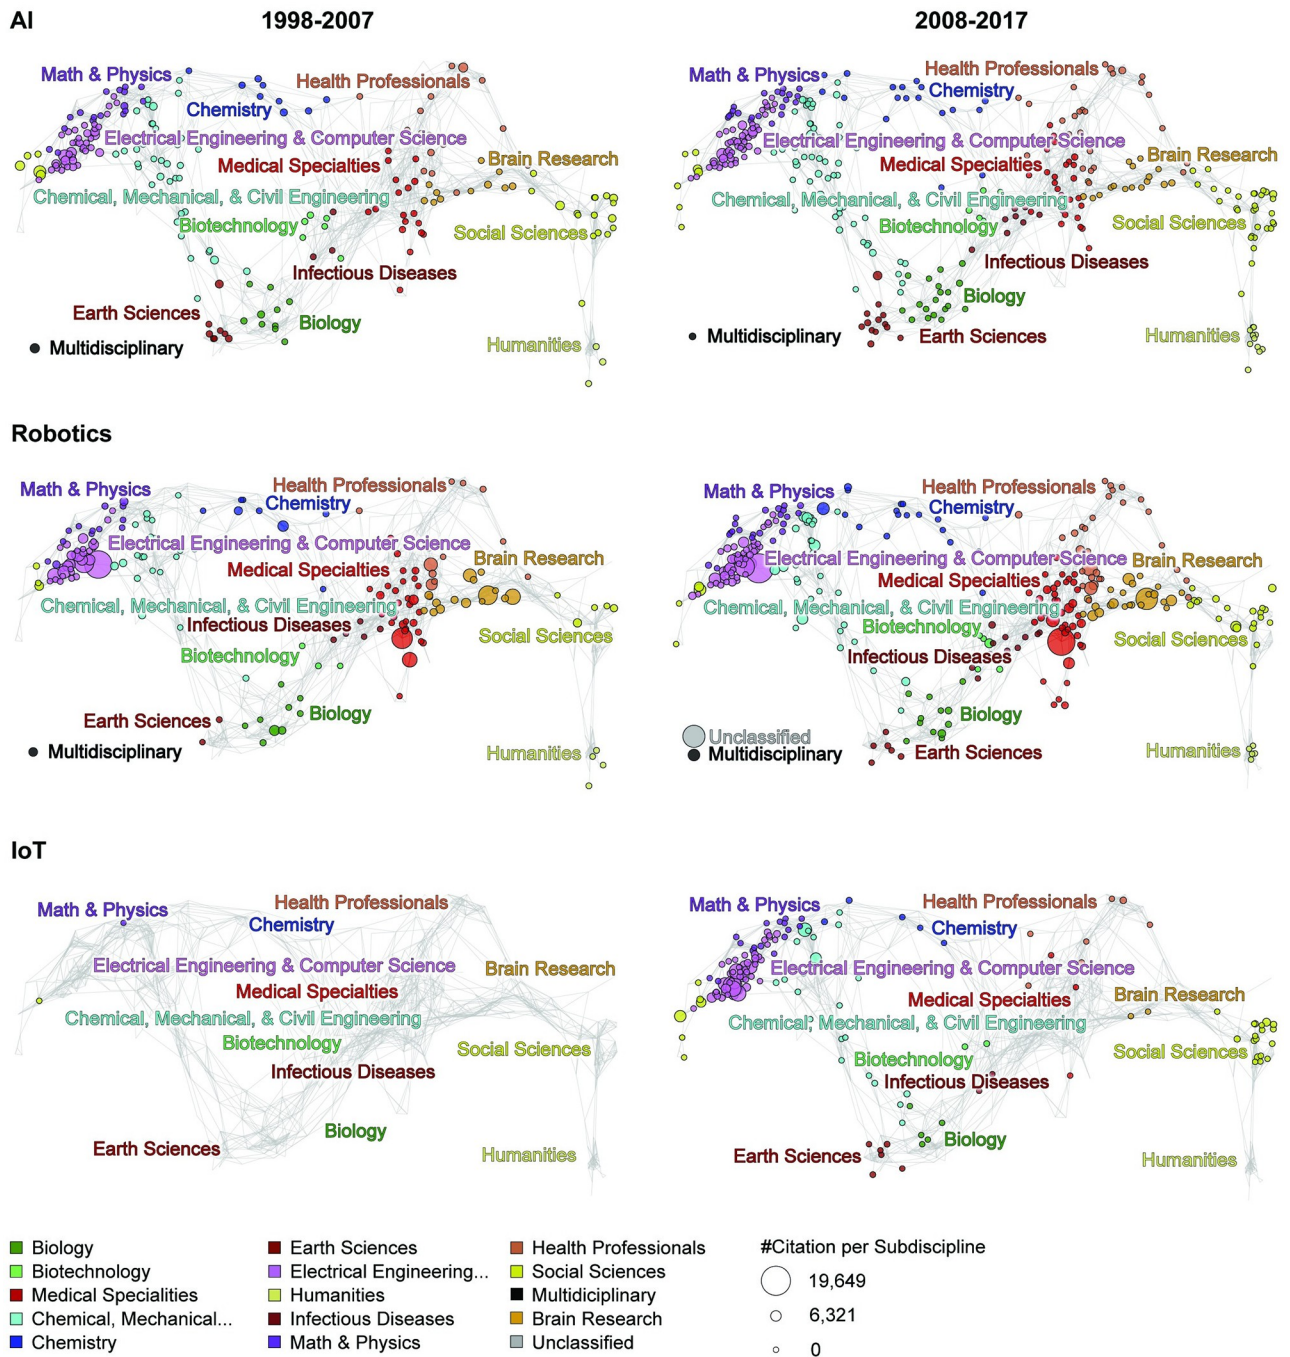 AI
1998-2007
2008-2017
Math & Physics
Health Professionals
Chemistry
Electrical Engineering & Computer Science
Medical Specialties
Brain Research
Chemical, Mechanical, & Civil Engineering
Biotechnology
Social Sciences
Infectious Diseases
Earth Sciences
Biology
Multidisciplinary
Humanities
Math & Physics
Health Professionals
Chemistry
Electrical Engineering & Computer Science
Medical Specialties
Brain Research
Chemical, Mechanical, & Civil Engineering
Biotechnology
Social Sciences
Infectious Diseases
Biology
Multidisciplinary
Earth Sciences
Humanities
Robotics
Math & Physics
Health Professionals
Chemistry
Electrical Engineering & Computer Science
Medical Specialties
Brain Research
Chemical, Mechanical, & Civil Engineering
Infectious Diseases
Social Sciences
Biotechnology
Earth Sciences
Biology
Multidisciplinary
Humanities
Math & Physics
Health Professionals
Chemistry
Electrical Engineering & Computer Science
Brain Research
Medical Specialties
Chemical, Mechanical, & Civil Engineering
Biotechnology
Social Sciences
Infectious Diseases
Biology
Unclassified
Multidisciplinary
Earth Sciences
Humanities
IoT
Math & Physics
Health Professionals
Chemistry
Electrical Engineering & Computer Science
Brain Research
Medical Specialties
Chemical, Mechanical, & Civil Engineering
Biotechnology
Social Sciences
Infectious Diseases
Biology
Earth Sciences
Humanities
Math & Physics
Health Professionals
Chemistry
Electrical Engineering & Computer Science
Brain Research
Medical Specialties
Chemical, Mechanical, & Civil Engineering
Social Sciences
Biotechnology
Infectious Diseases
Biology
Earth Sciences
Humanities
Biology
Biotechnology
Medical Specialities
Chemical, Mechanical...
Chemistry
Earth Sciences
Electrical Engineering...
Humanities
Infectious Diseases
Math & Physics
Health Professionals
Social Sciences
Multidiciplinary
Brain Research
Unclassified
#Citation per Subdiscipline
19,649
6,321
0